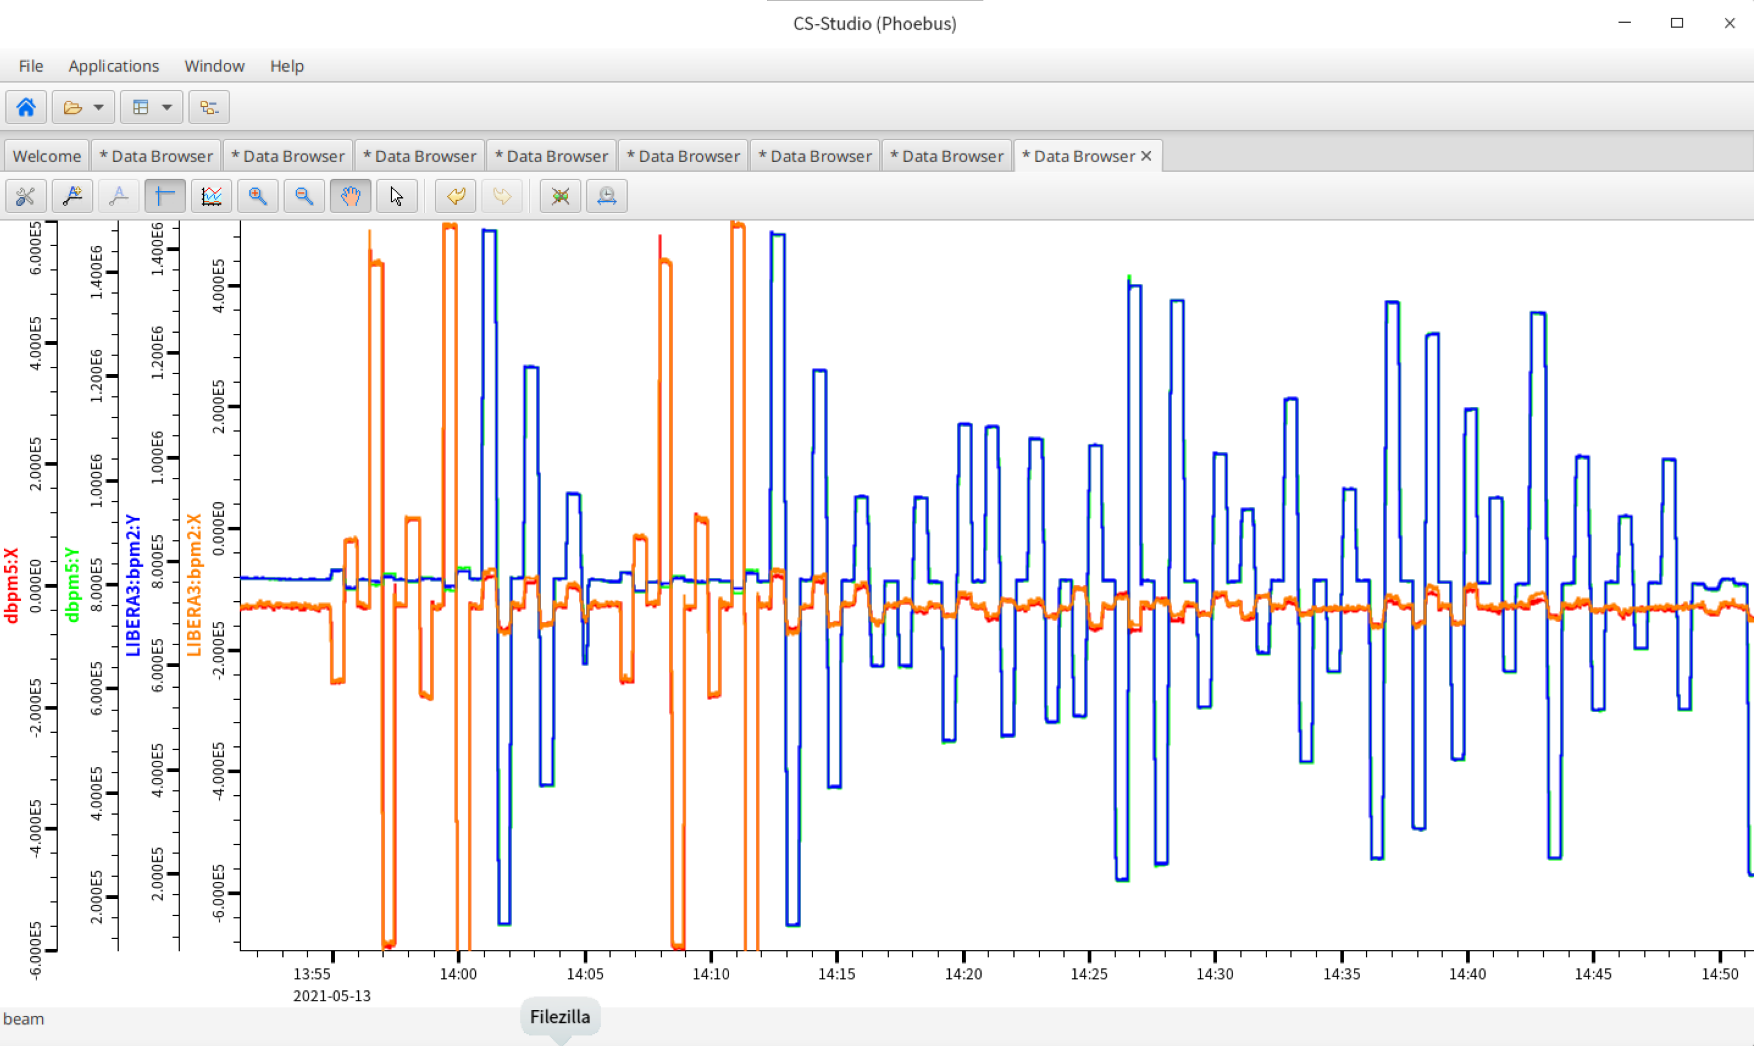 CS-Studio (Phoebus)
File Applications Window Help
Welcome * Data Browser * Data Browser * Data Browser * Data Browser * Data Browser * Data Browser * Data Browser * Data Browser
dbpm5:X
6.000E5
4.000E5
2.000E5
0.000E0
-2.000E5
-4.000E5
-6.000E5
dbpm5:Y
1.400E6
1.200E6
1.000E6
8.000E5
6.000E5
4.000E5
2.000E5
LIBERA3:bpm2:Y
1.400E6
1.200E6
1.000E6
8.000E5
6.000E5
4.000E5
2.000E5
LIBERA3:bpm2:X
4.000E5
2.000E5
0.000E0
-2.000E5
-4.000E5
-6.000E5
13:55 14:00 14:05 14:10 14:15 14:20 14:25 14:30 14:35 14:40 14:45 14:50
2021-05-13
beam
Filezilla